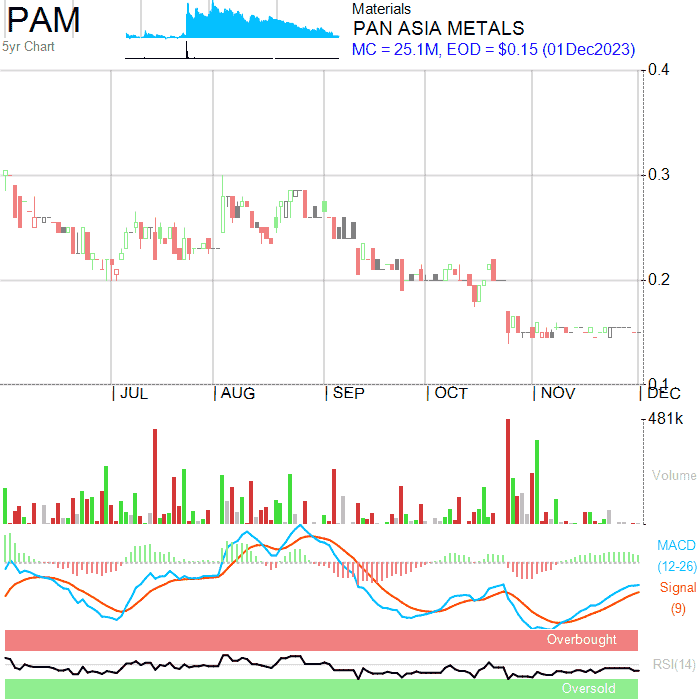 PAM
5yr Chart
Materials
PAN ASIA METALS
MC = 25.1M, EOD = $0.15 (01Dec2023)
0.4
0.3
0.2
0.1
JUL
AUG
SEP
OCT
NOV
DEC
481k
Volume
MACD
(12-26)
Signal
(9)
Overbought
RSI(14)
Oversold